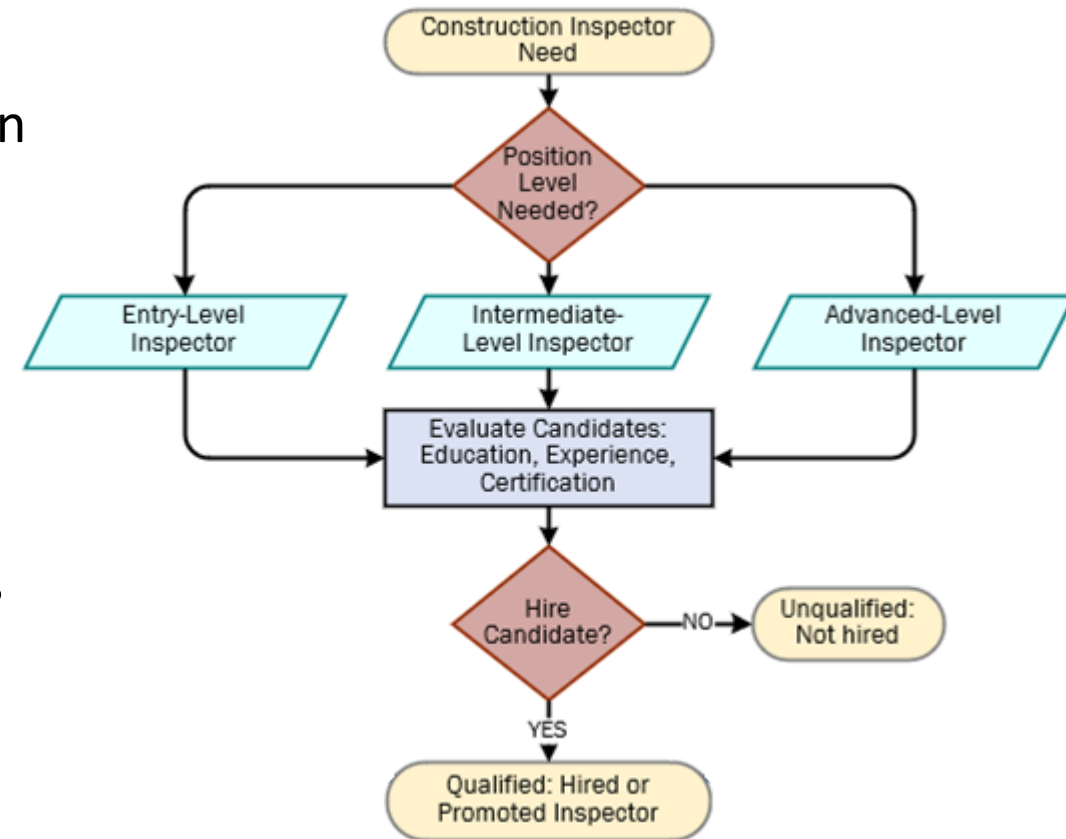 Construction Inspector
Need
n
Position
Level
Needed?
Entry-Level
Inspector
Intermediate-
Level Inspector
Advanced-Level
Inspector
Evaluate Candidates:
Education, Experience,
Certification
Hire
Candidate?
NO
Unqualified:
Not hired
YES
Qualified: Hired or
Promoted Inspector